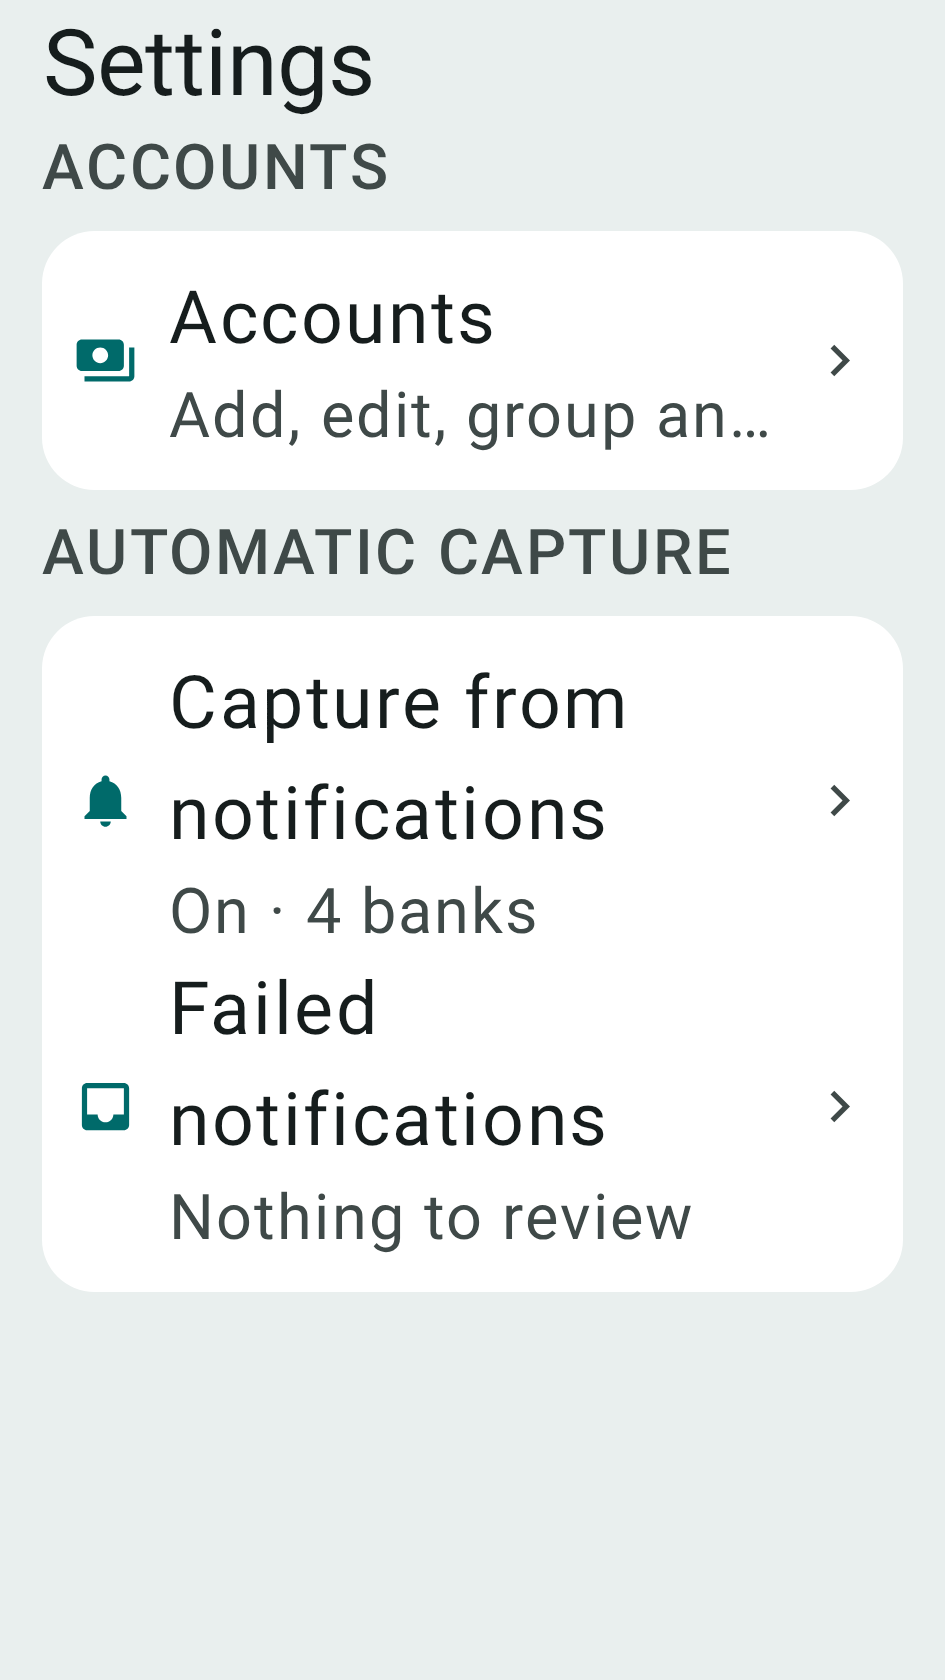 Settings
ACCOUNTS
Accounts
Add, edit, group an…
AUTOMATIC CAPTURE
Capture from
notifications
On · 4 banks
Failed
notifications
Nothing to review